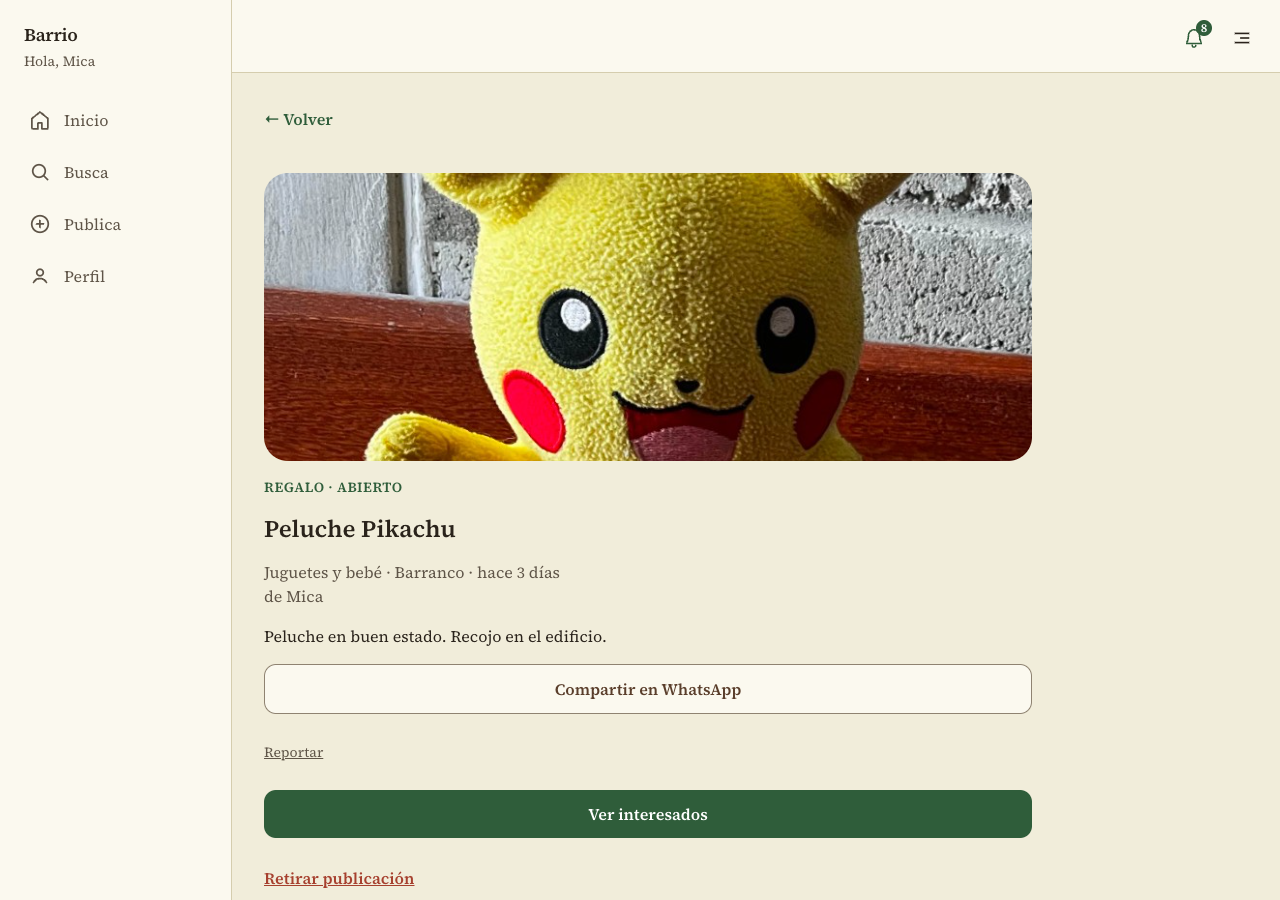 Barrio
Hola, Mica
Inicio
Busca
Publica
Perfil
8
← Volver
REGALO · ABIERTO
Peluche Pikachu
Juguetes y bebé · Barranco · hace 3 días
de Mica
Peluche en buen estado. Recojo en el edificio.
Compartir en WhatsApp
Reportar
Ver interesados
Retirar publicación